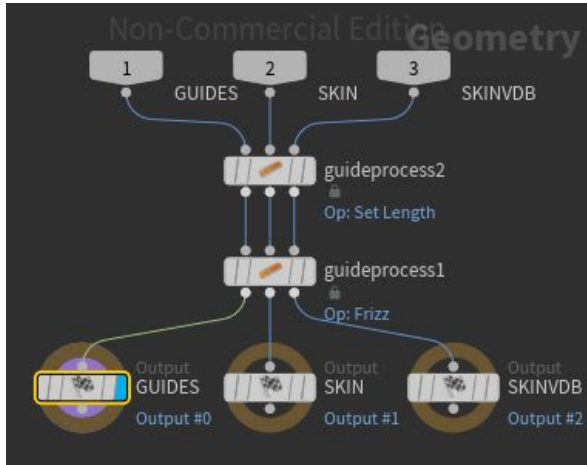 Non-Commercial Edition
Geometry
1
2
3
GUIDES
SKIN
SKINVDB
guideprocess2
Op: Set Length
guideprocess1
Op: Frizz
Output
Output
Output
GUIDES
SKIN
SKINVDB
Output #0
Output #1
Output #2